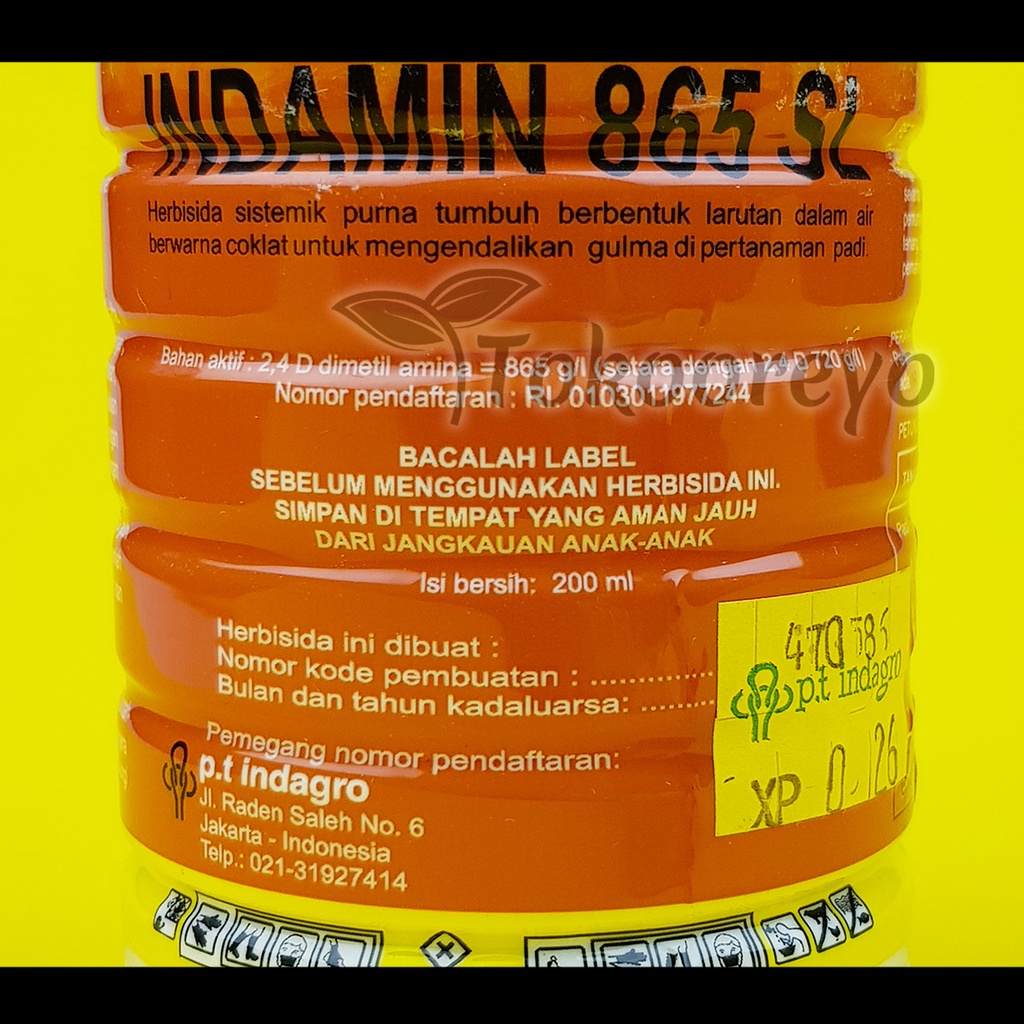 INDAMIN 865 SL
Herbisida sistemik purna tumbuh berbentuk larutan dalam air
berwarna coklat untuk mengendalikan gulma di pertanaman padi.
Tokooreyo
Bahan aktif : 2,4 D dimetil amina = 865 g/l (setara dengan 2,4 D 720 g/l)
Nomor pendaftaran : RI. 0103011977244
BACALAH LABEL
SEBELUM MENGGUNAKAN HERBISIDA INI.
SIMPAN DI TEMPAT YANG AMAN JAUH
DARI JANGKAUAN ANAK-ANAK
Isi bersih: 200 ml
Herbisida ini dibuat :
Nomor kode pembuatan : ..................
Bulan dan tahun kadaluarsa: .........
p.t indagro
XP
Pemegang nomor pendaftaran:
p.t indagro
Jl. Raden Saleh No. 6
Jakarta - Indonesia
Telp.: 021-31927414